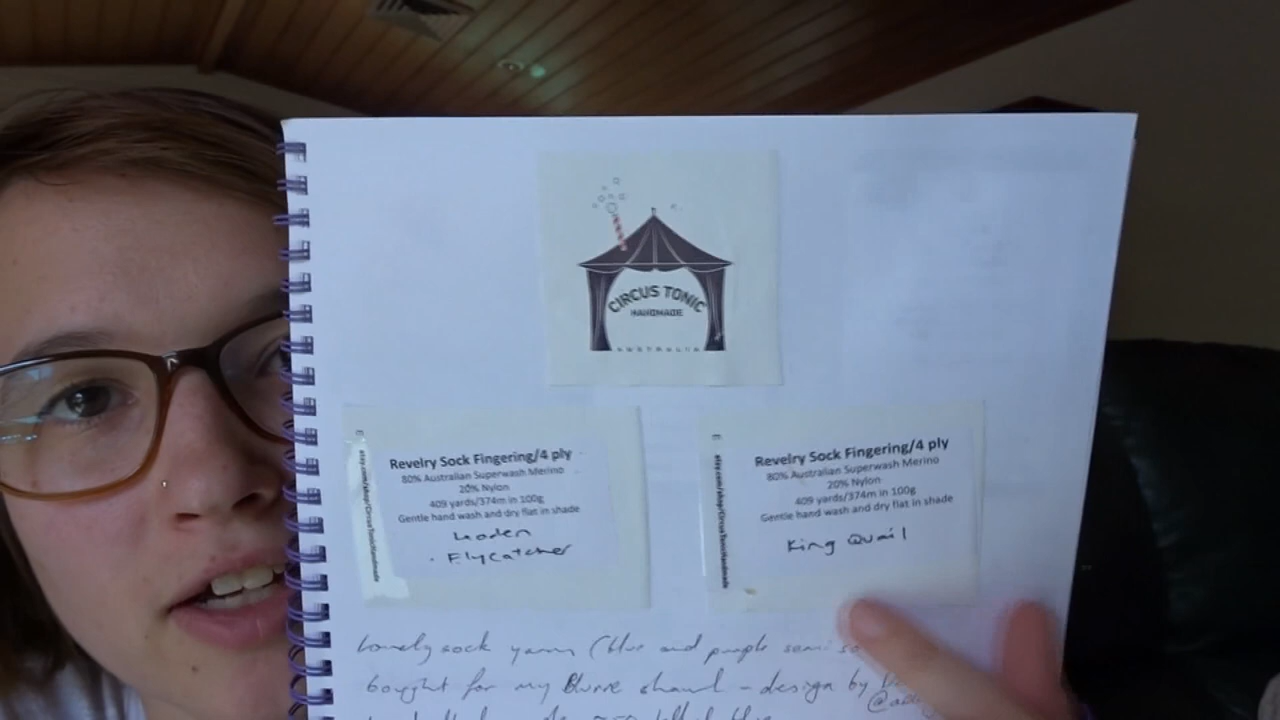 CIRCUS TONIC
HANDMADE
AUSTRALIA
etsy.com/shop/CircusTonicHandmade
Revelry Sock Fingering/4 ply
80% Australian Superwash Merino
20% Nylon
409 yards/374m in 100g
Gentle hand wash and dry flat in shade
Leaden
Flycatcher
etsy.com/shop/CircusTonicHandmade
Revelry Sock Fingering/4 ply
80% Australian Superwash Merino
20% Nylon
409 yards/374m in 100g
Gentle hand wash and dry flat in shade
King Quail
Lovely sock yarn (blue and purple semi so
bought for my Blurre shawl - design by